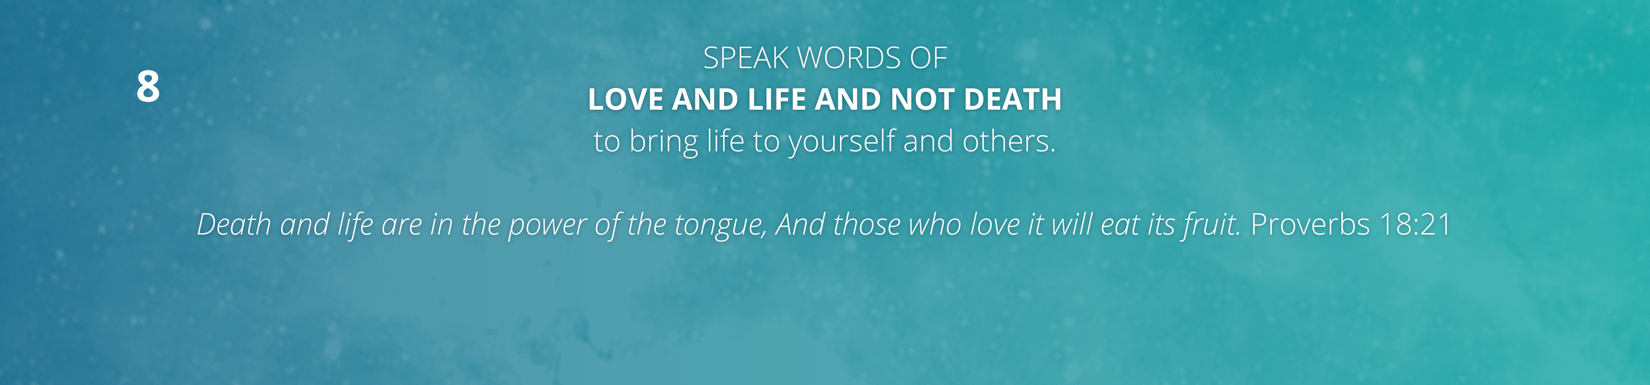 8
SPEAK WORDS OF
LOVE AND LIFE AND NOT DEATH
to bring life to yourself and others.
Death and life are in the power of the tongue, And those who love it will eat its fruit. Proverbs 18:21